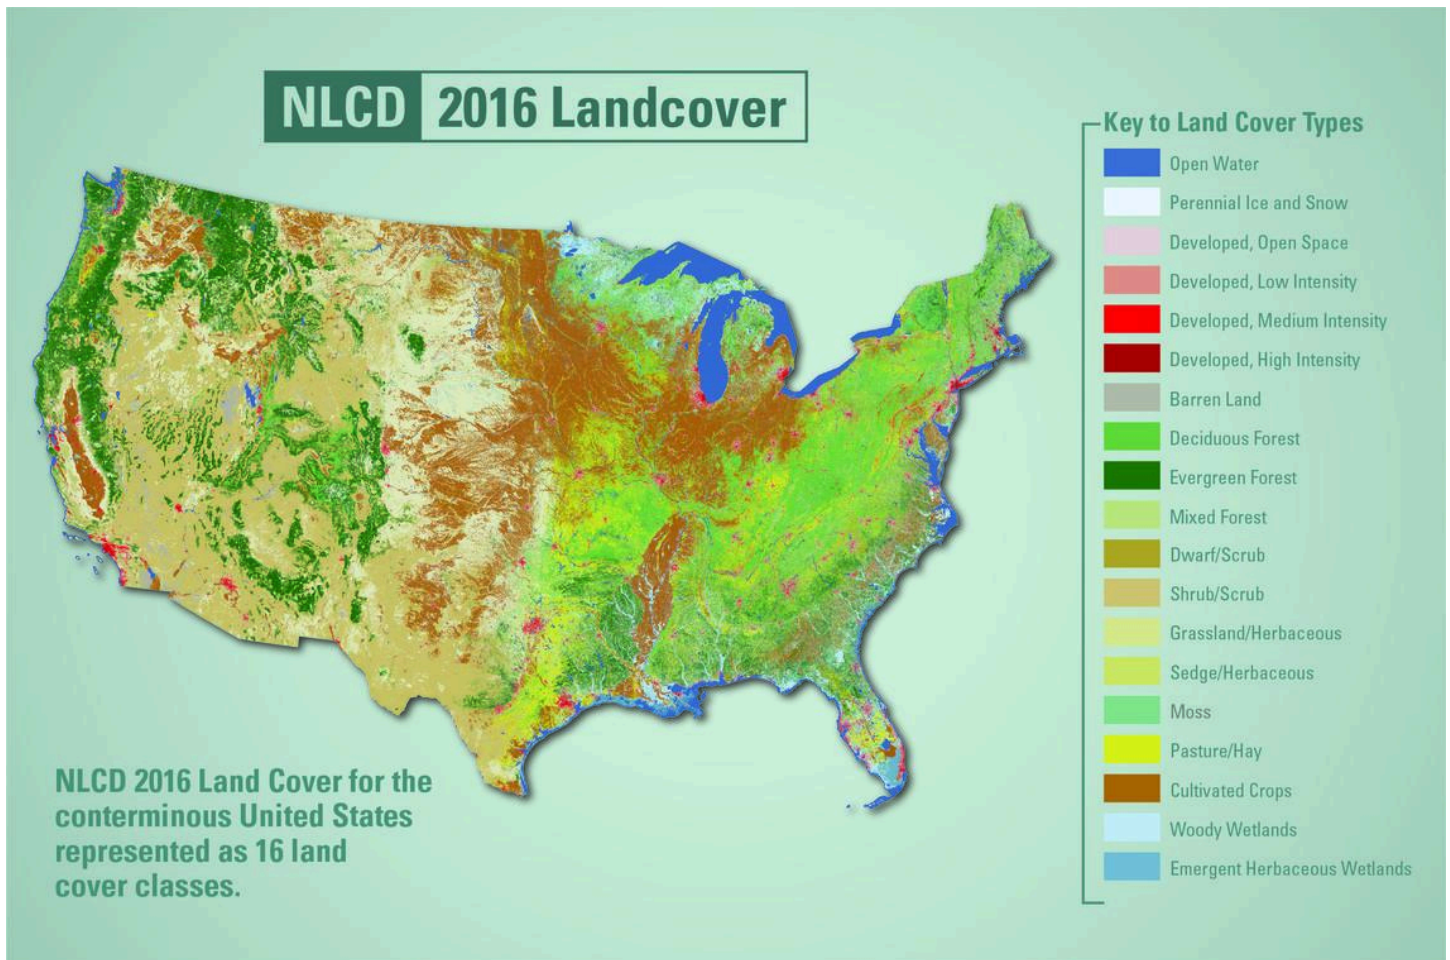 NLCD 2016 Landcover
Key to Land Cover Types
Open Water
Perennial Ice and Snow
Developed, Open Space
Developed, Low Intensity
Developed, Medium Intensity
Developed, High Intensity
Barren Land
Deciduous Forest
Evergreen Forest
Mixed Forest
Dwarf/Scrub
Shrub/Scrub
Grassland/Herbaceous
Sedge/Herbaceous
Moss
Pasture/Hay
Cultivated Crops
Woody Wetlands
Emergent Herbaceous Wetlands
NLCD 2016 Land Cover for the
conterminous United States
represented as 16 land
cover classes.